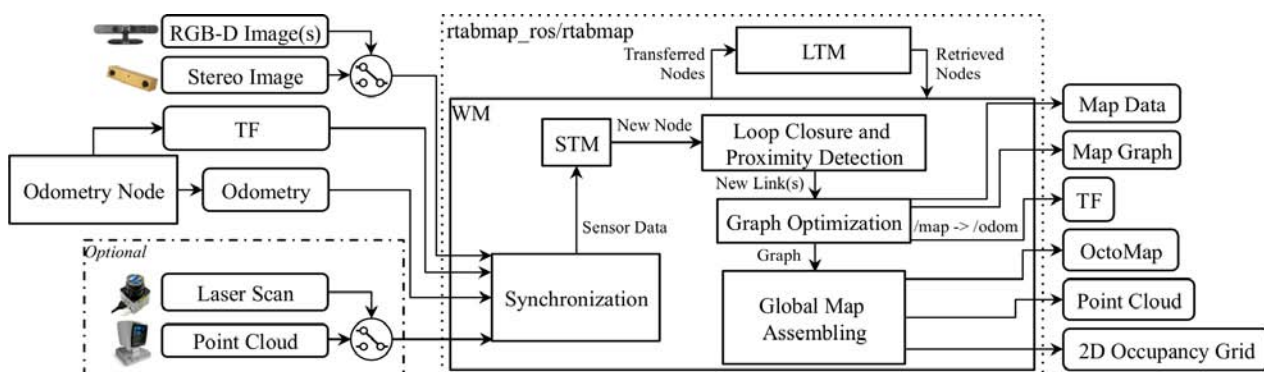 RGB-D Image(s)
Stereo Image
TF
Odometry Node
Odometry
Optional
Laser Scan
Point Cloud
rtabmap_ros/rtabmap
Transferred
Nodes
LTM
Retrieved
Nodes
WM
STM
New Node
Loop Closure and
Proximity Detection
New Link(s)
Graph Optimization
/map -> /odom
Sensor Data
Graph
Synchronization
Global Map
Assembling
Map Data
Map Graph
TF
OctoMap
Point Cloud
2D Occupancy Grid